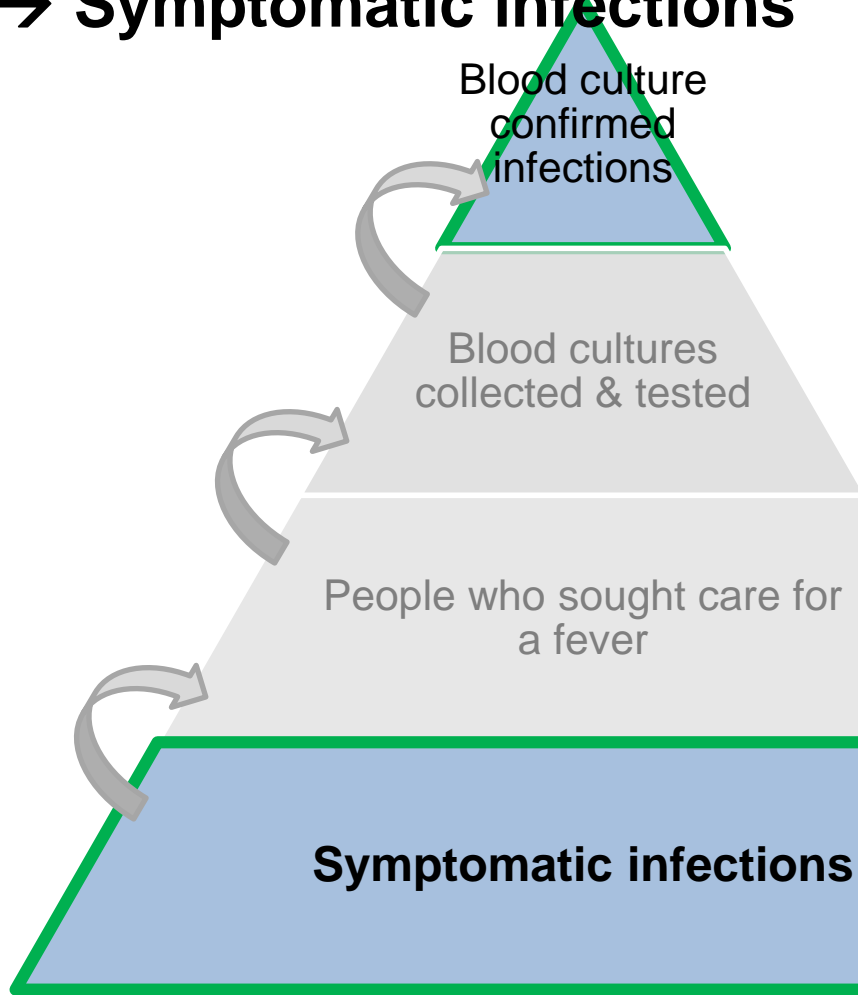 → Symptomatic infections
Blood culture
confirmed
infections
Blood cultures
collected & tested
People who sought care for
a fever
Symptomatic infections